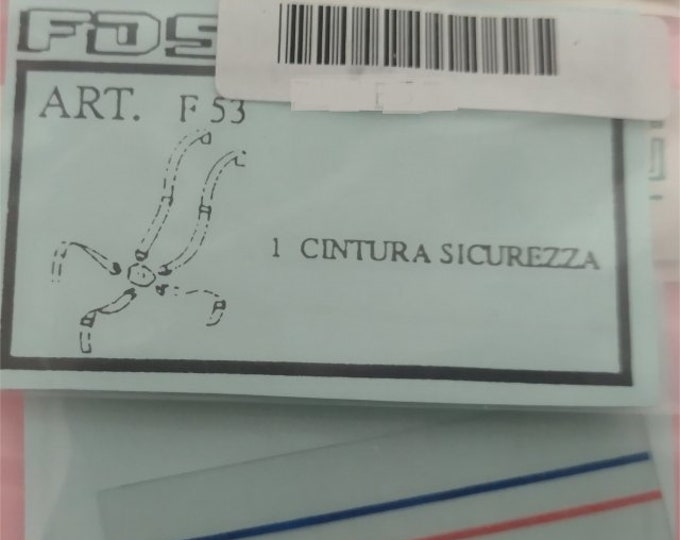 FDS
ART. F 53
1 CINTURA SICUREZZA